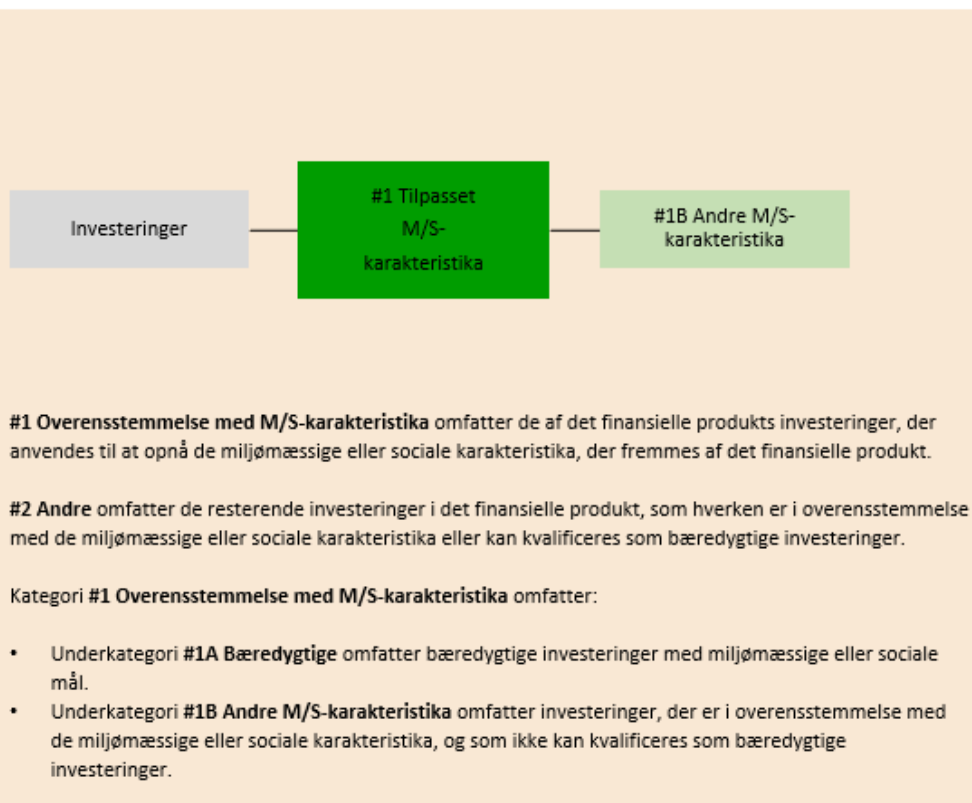 Investeringer
#1 Tilpasset
M/S-
karakteristika
#1B Andre M/S-
karakteristika
#1 Overensstemmelse med M/S-karakteristika omfatter de af det finansielle produkts investeringer, der
anvendes til at opnå de miljømæssige eller sociale karakteristika, der fremmes af det finansielle produkt.
#2 Andre omfatter de resterende investeringer i det finansielle produkt, som hverken er i overensstemmelse
med de miljømæssige eller sociale karakteristika eller kan kvalificeres som bæredygtige investeringer.
Kategori #1 Overensstemmelse med M/S-karakteristika omfatter:
• Underkategori #1A Bæredygtige omfatter bæredygtige investeringer med miljømæssige eller sociale
mål.
• Underkategori #1B Andre M/S-karakteristika omfatter investeringer, der er i overensstemmelse med
de miljømæssige eller sociale karakteristika, og som ikke kan kvalificeres som bæredygtige
investeringer.